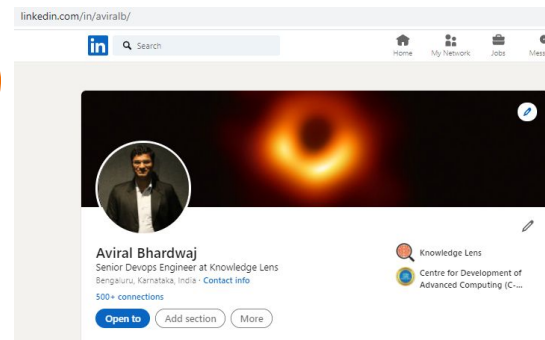 linkedin.com/in/aviralb/
in Search
Home My Network Jobs
Aviral Bhardwaj
Senior Devops Engineer at Knowledge Lens
Bengaluru, Karnataka, India · Contact info
500+ connections
Open to Add section More
Knowledge Lens
Centre for Development of
Advanced Computing (C-...